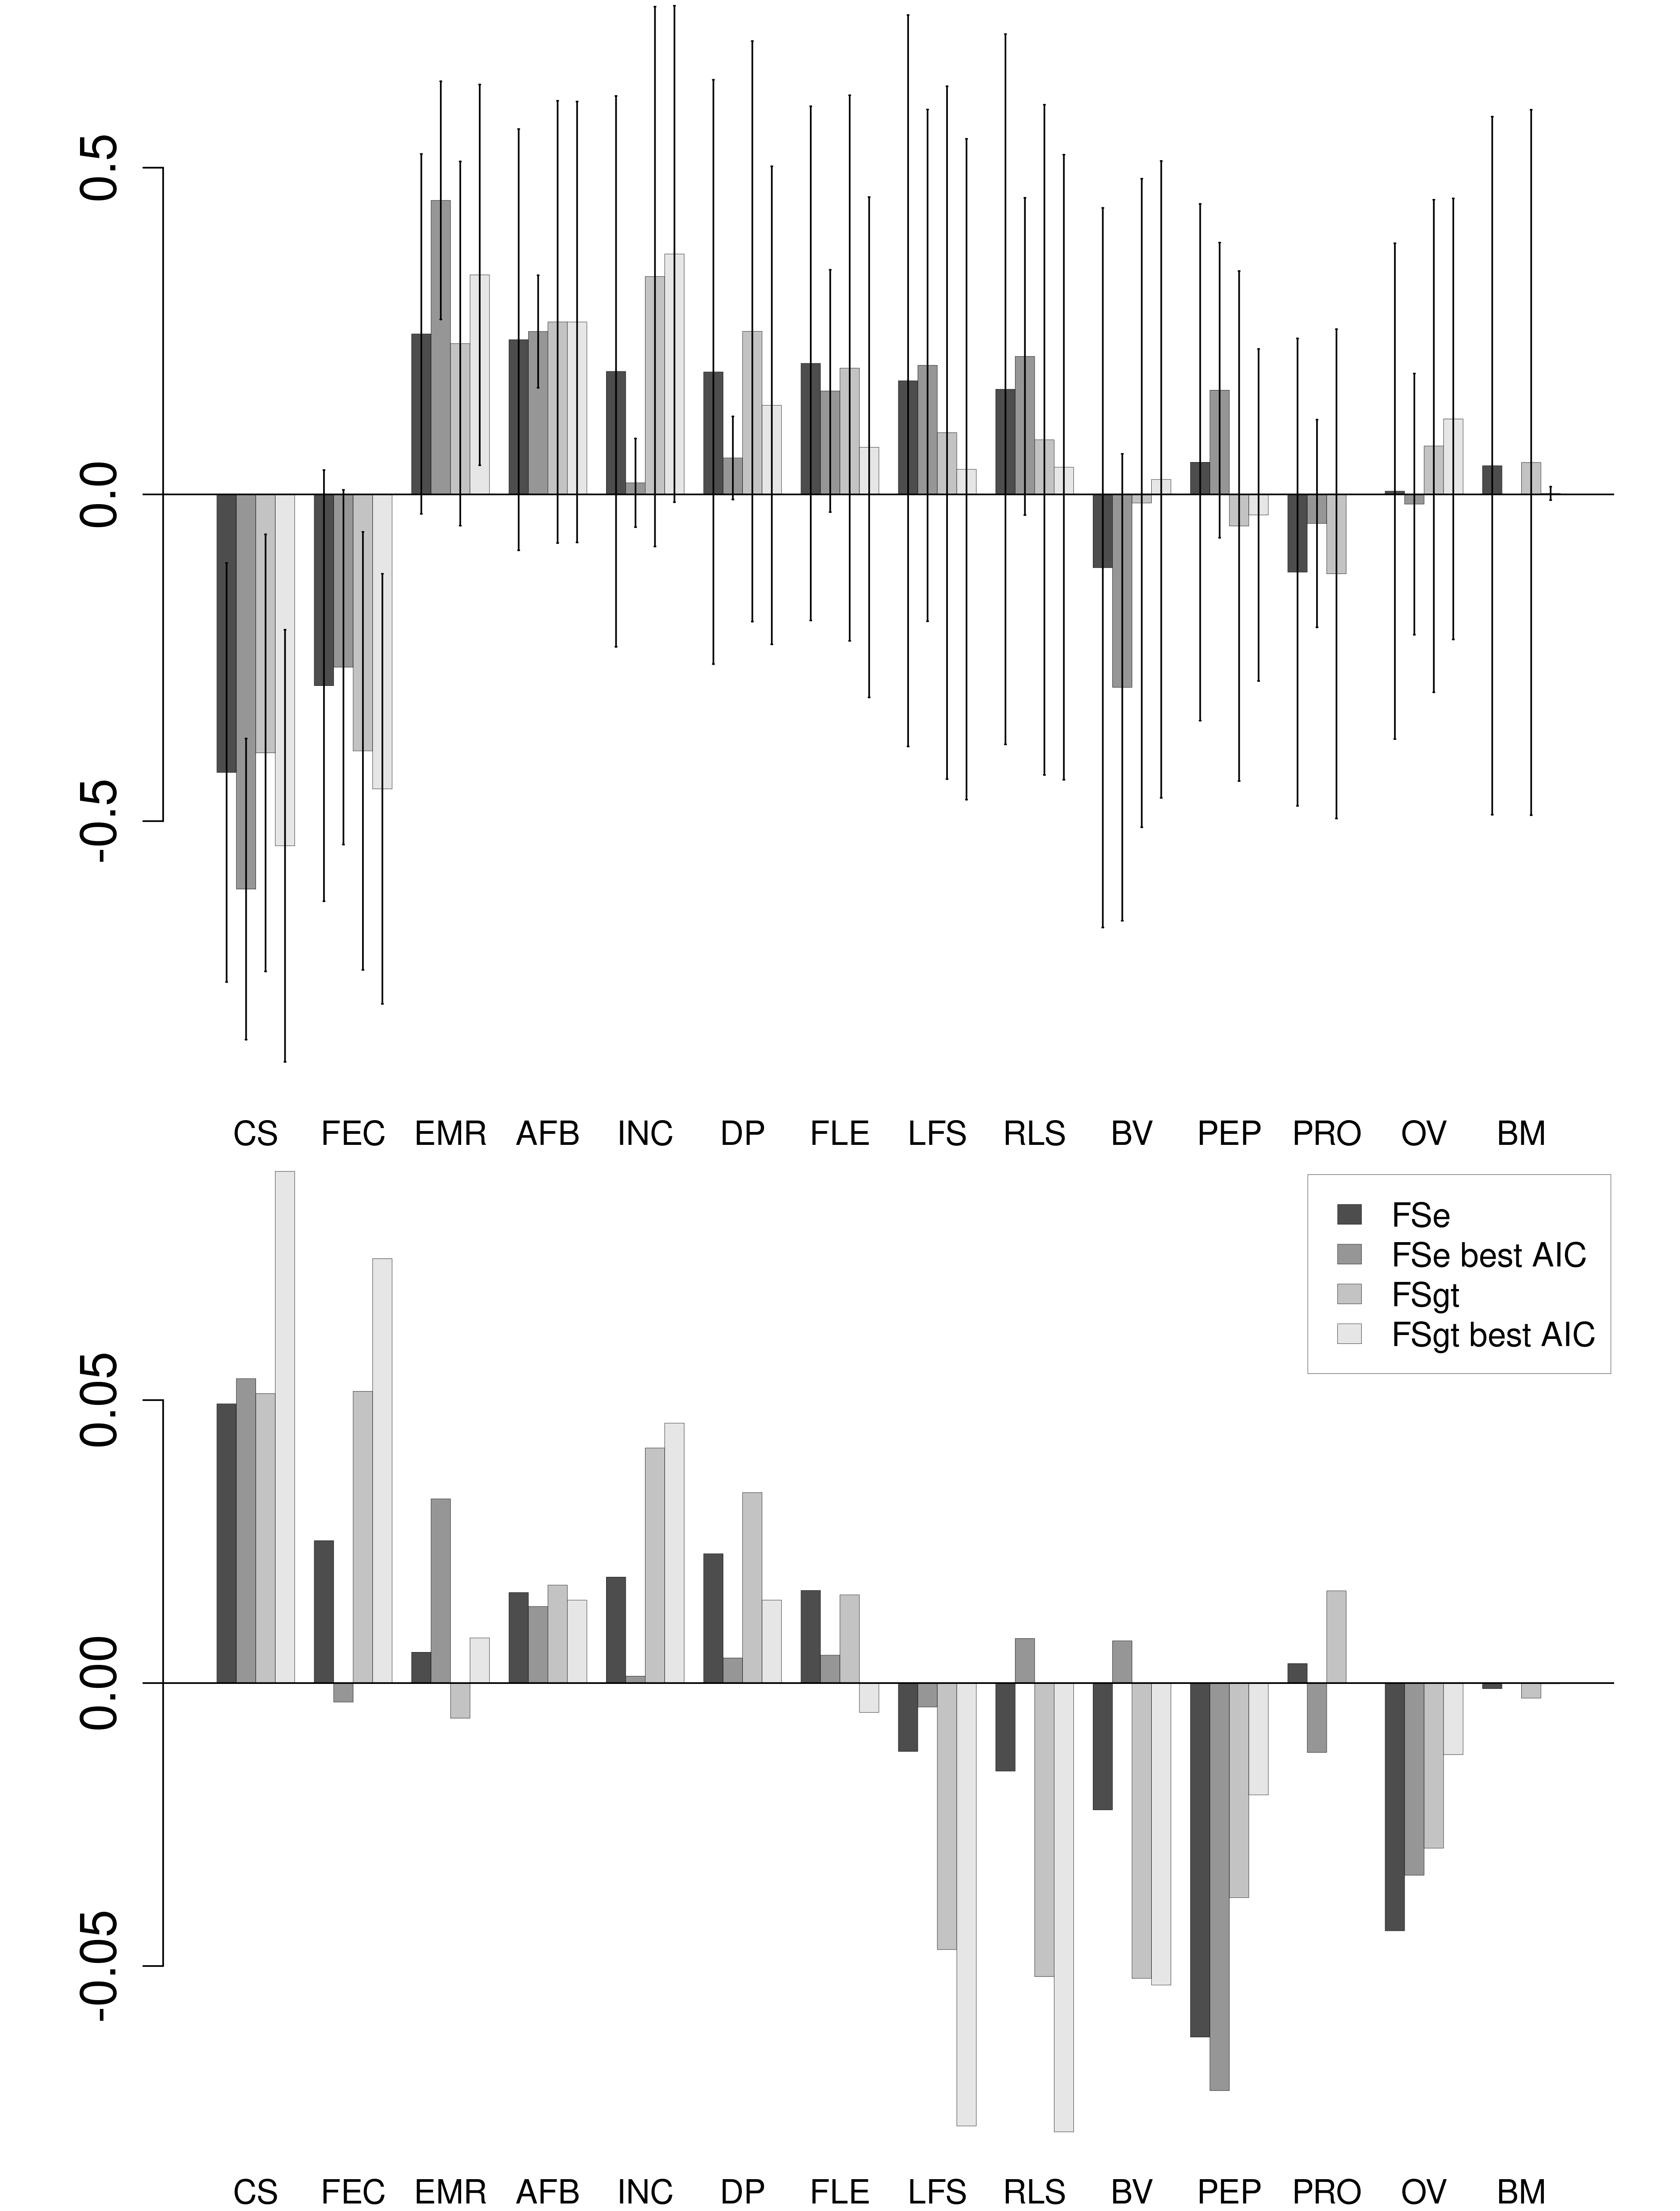 0.5
0.0
-0.5
CS FEC EMR AFB INC DP FLE LFS RLS BV PEP PRO OV BM
FSe
FSe best AIC
FSgt
FSgt best AIC
0.05
0.00
-0.05
CS FEC EMR AFB INC DP FLE LFS RLS BV PEP PRO OV BM